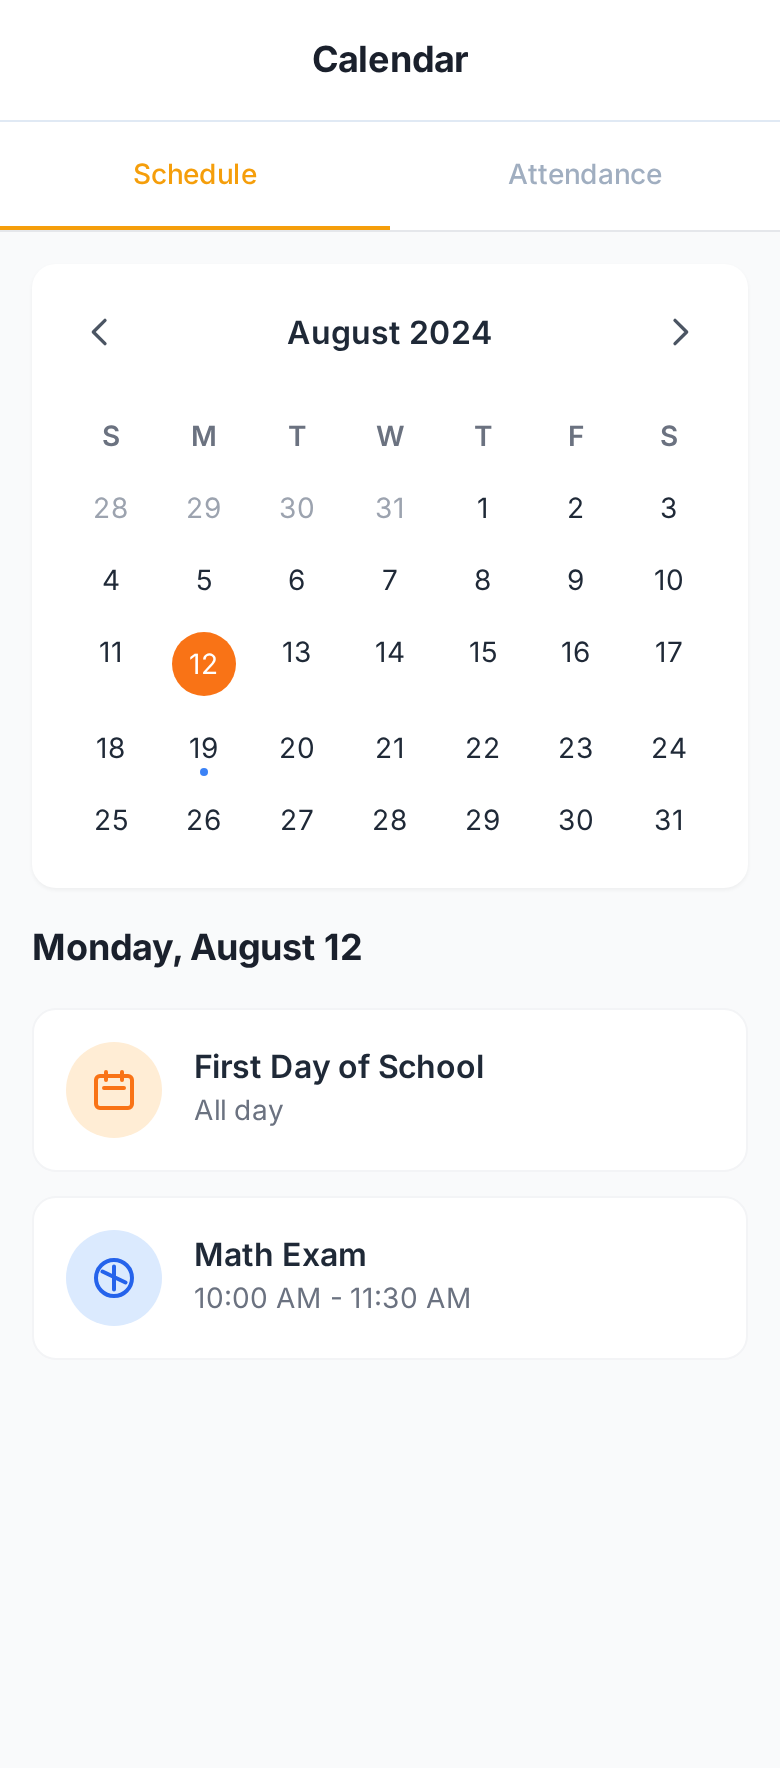 Calendar
Schedule Attendance
August 2024
S M T W T F S
28 29 30 31 1 2 3
4 5 6 7 8 9 10
11 12 13 14 15 16 17
18 19 20 21 22 23 24
25 26 27 28 29 30 31
Monday, August 12
First Day of School
All day
Math Exam
10:00 AM - 11:30 AM